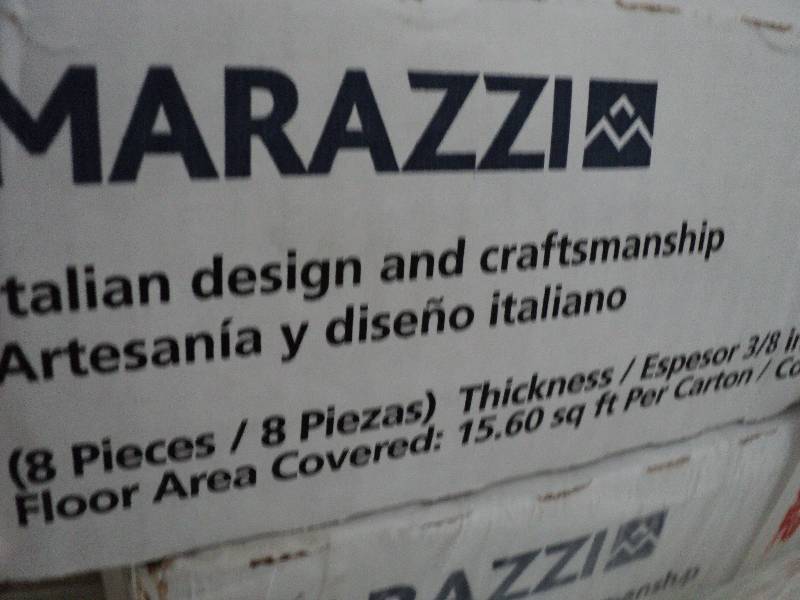 MARAZZI
Italian design and craftsmanship
Artesanía y diseño italiano
(8 Pieces / 8 Piezas) Thickness / Espesor 3/8 in
Floor Area Covered: 15.60 sq ft Per Carton /
RAZZI